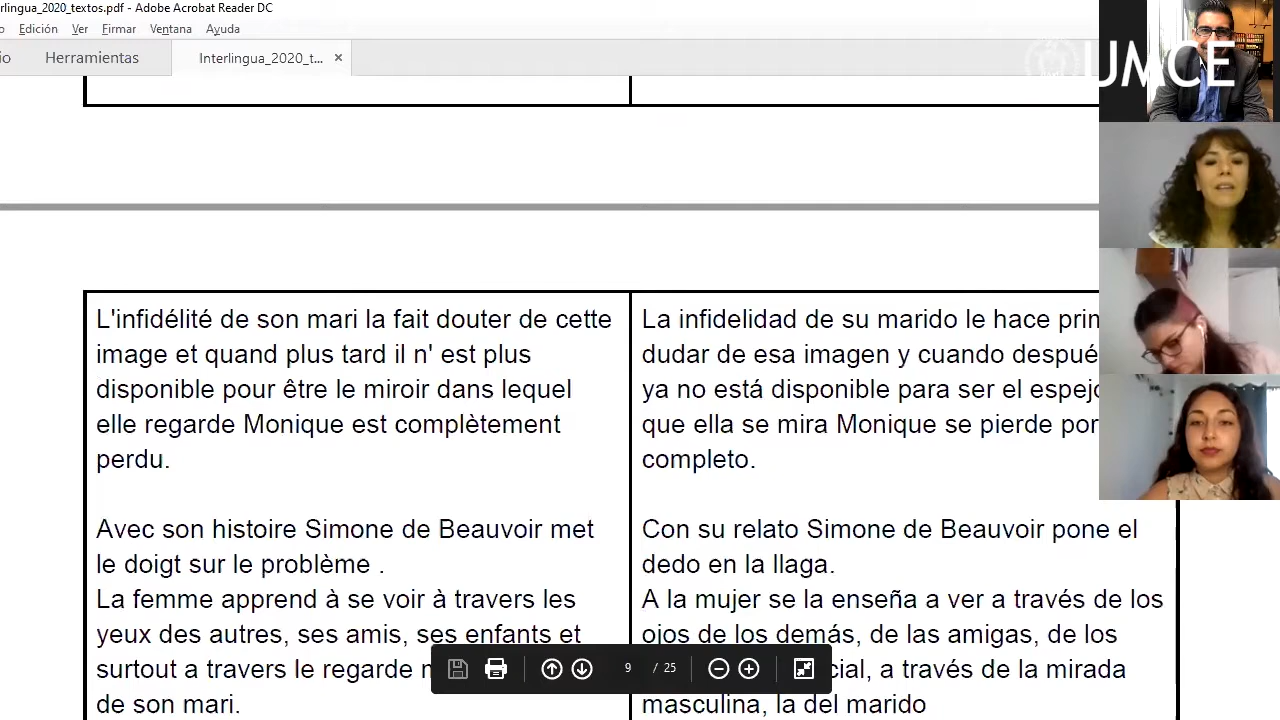 rlingua_2020_textos.pdf - Adobe Acrobat Reader DC
o Edición Ver Firmar Ventana Ayuda
io Herramientas Interlingua_2020_t... ×
UMCE
L'infidélité de son mari la fait douter de cette
image et quand plus tard il n' est plus
disponible pour être le miroir dans lequel
elle regarde Monique est complètement
perdu.
Avec son histoire Simone de Beauvoir met
le doigt sur le problème .
La femme apprend à se voir à travers les
yeux des autres, ses amis, ses enfants et
surtout a travers le regarde
de son mari.
La infidelidad de su marido le hace prin
dudar de esa imagen y cuando despué
ya no está disponible para ser el espejo
que ella se mira Monique se pierde por
completo.
Con su relato Simone de Beauvoir pone el
dedo en la llaga.
A la mujer se la enseña a ver a través de los
ojos de los demás, de las amigas, de los
cial, a través de la mirada
masculina, la del marido
9 / 25